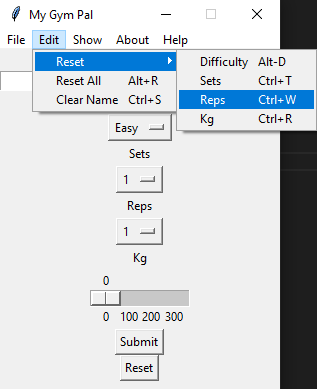 My Gym Pal
File Edit Show About Help
Reset
Reset All Alt+R
Clear Name Ctrl+S
Difficulty Alt-D
Sets Ctrl+T
Reps Ctrl+W
Kg Ctrl+R
Easy
Sets
1
Reps
1
Kg
0
0 100 200 300
Submit
Reset